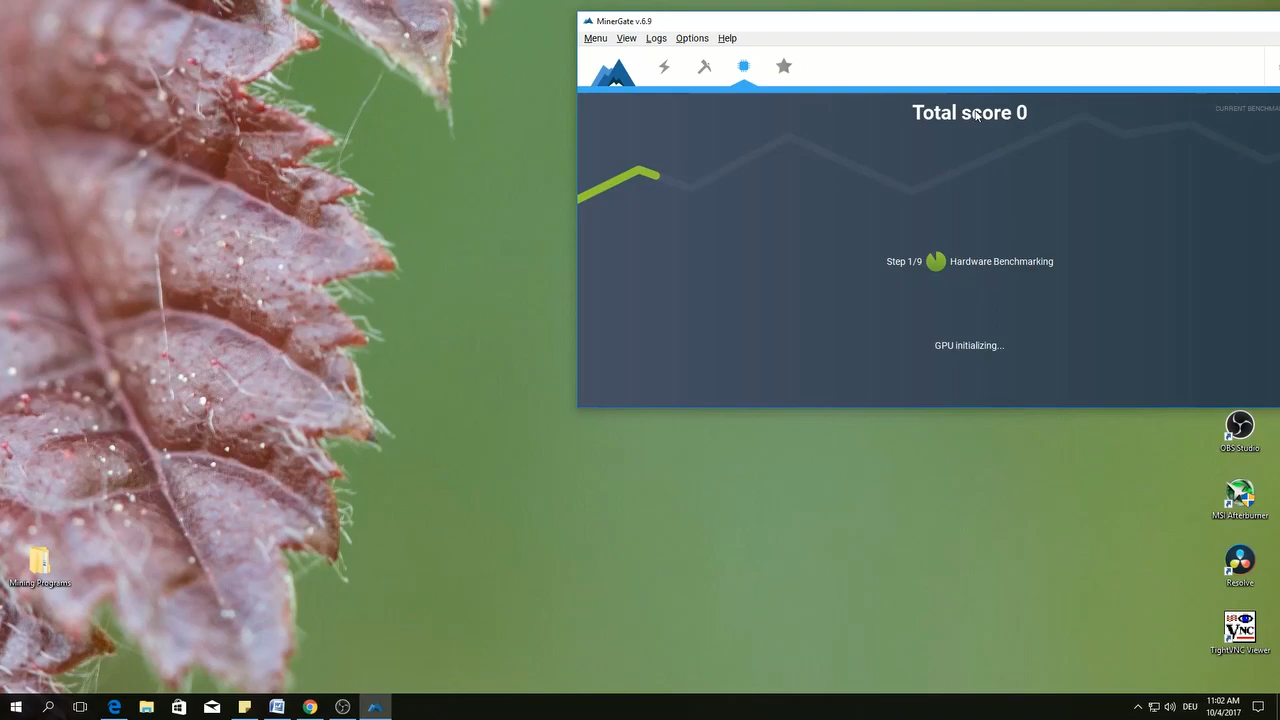 MinerGate v.6.9
Menu View Logs Options Help
Total score 0
CURRENT BENCHMA
Step 1/9 Hardware Benchmarking
GPU initializing...
OBS Studio
MSI Afterburner
Resolve
VNC
TightVNC Viewer
Mining Programs
DEU
11:02 AM
10/4/2017